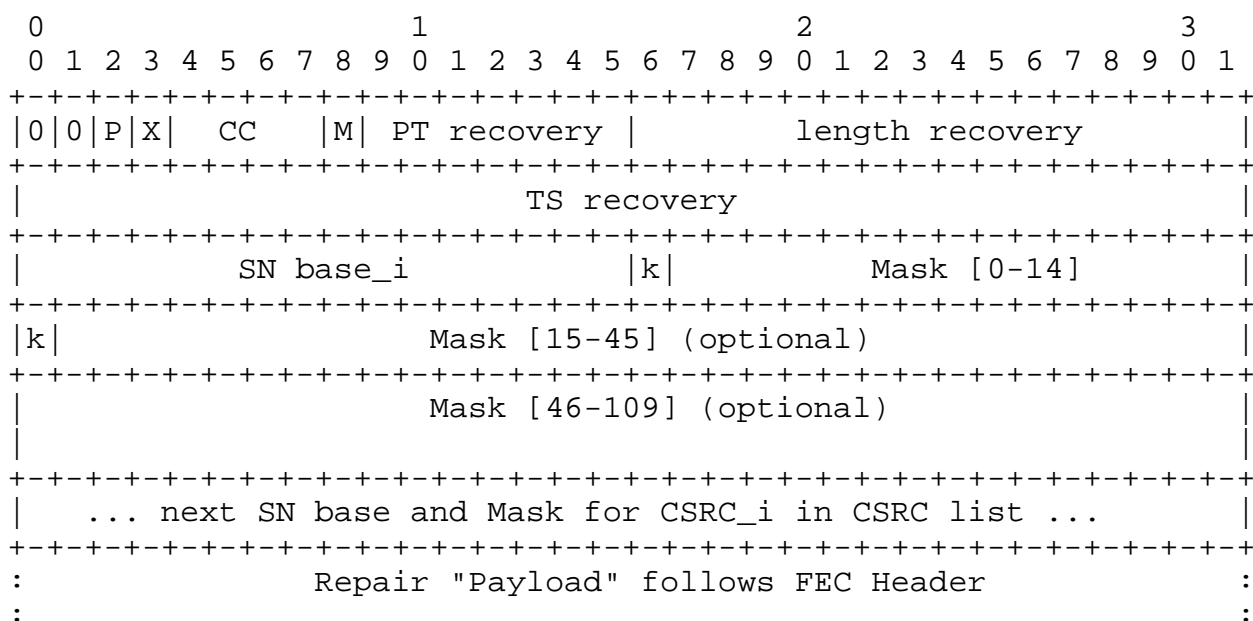 0                   1                   2                   3
 0 1 2 3 4 5 6 7 8 9 0 1 2 3 4 5 6 7 8 9 0 1 2 3 4 5 6 7 8 9 0 1
+-+-+-+-+-+-+-+-+-+-+-+-+-+-+-+-+-+-+-+-+-+-+-+-+-+-+-+-+-+-+-+-+
|0|0|P|X|  CC   |M| PT recovery |        length recovery        |
+-+-+-+-+-+-+-+-+-+-+-+-+-+-+-+-+-+-+-+-+-+-+-+-+-+-+-+-+-+-+-+-+
|                          TS recovery                          |
+-+-+-+-+-+-+-+-+-+-+-+-+-+-+-+-+-+-+-+-+-+-+-+-+-+-+-+-+-+-+-+-+
|           SN base_i           |k|          Mask [0-14]        |
+-+-+-+-+-+-+-+-+-+-+-+-+-+-+-+-+-+-+-+-+-+-+-+-+-+-+-+-+-+-+-+-+
|k|                   Mask [15-45] (optional)                   |
+-+-+-+-+-+-+-+-+-+-+-+-+-+-+-+-+-+-+-+-+-+-+-+-+-+-+-+-+-+-+-+-+
|                     Mask [46-109] (optional)                  |
|                                                               |
+-+-+-+-+-+-+-+-+-+-+-+-+-+-+-+-+-+-+-+-+-+-+-+-+-+-+-+-+-+-+-+-+
|   ... next SN base and Mask for CSRC_i in CSRC list ...       |
+-+-+-+-+-+-+-+-+-+-+-+-+-+-+-+-+-+-+-+-+-+-+-+-+-+-+-+-+-+-+-+-+
:               Repair "Payload" follows FEC Header             :
:                                                               :